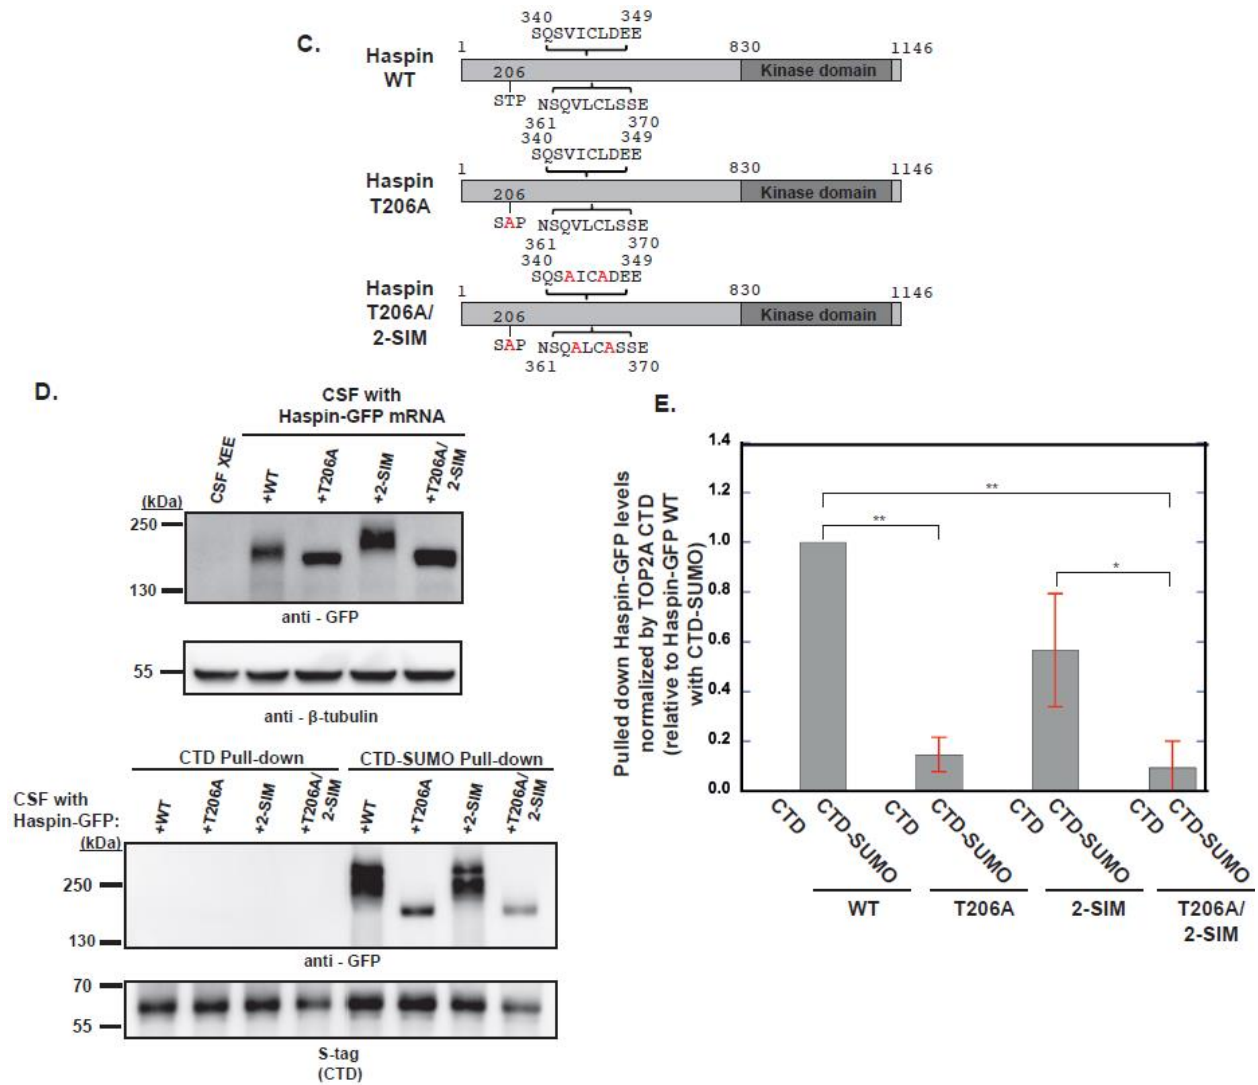 C.
340 349
SQSVICLDEE
1 830 1146
Haspin
WT
Kinase domain
206
STP NSQVLCLSSE
361 370
340 349
SQSVICLDEE
1 830 1146
Haspin
T206A
Kinase domain
206
SAP NSQVLCLSSE
361 370
340 349
SQSAICADEE
1 830 1146
Haspin
T206A/
2-SIM
Kinase domain
206
SAP NSQALCASSE
361 370
D.
CSF with
Haspin-GFP mRNA
CSF XEE +WT +T206A +2-SIM +T206A/
2-SIM
(kDa)
250
130
anti - GFP
55
anti - β-tubulin
CTD Pull-down CTD-SUMO Pull-down
CSF with
Haspin-GFP: +WT +T206A +2-SIM +T206A/
2-SIM +WT +T206A +2-SIM +T206A/
2-SIM
(kDa)
250
130
anti - GFP
70
55
S-tag
(CTD)
E.
Pulled down Haspin-GFP levels
normalized by TOP2A CTD
(relative to Haspin-GFP WT
with CTD-SUMO)
1.4
1.2
1.0
0.8
0.6
0.4
0.2
0.0
**
**
*
CTD CTD-SUMO CTD CTD-SUMO CTD CTD-SUMO CTD CTD-SUMO
WT T206A 2-SIM T206A/
2-SIM